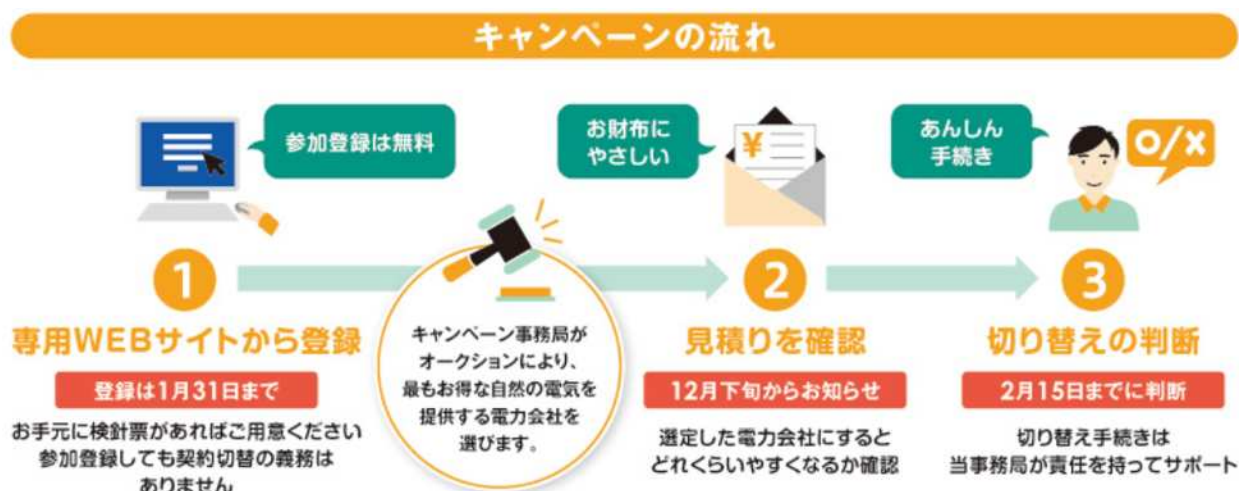 キャンペーンの流れ
参加登録は無料
お財布に
やさしい
¥
あんしん
手続き
O/X
1
専用WEBサイトから登録
登録は1月31日まで
お手元に検針票があればご用意ください
参加登録しても契約切替の義務は
ありません
キャンペーン事務局が
オークションにより、
最もお得な自然の電気を
提供する電力会社を
選びます。
2
見積りを確認
12月下旬からお知らせ
選定した電力会社にすると
どれくらいやすくなるか確認
3
切り替えの判断
2月15日までに判断
切り替え手続きは
当事務局が責任を持ってサポート